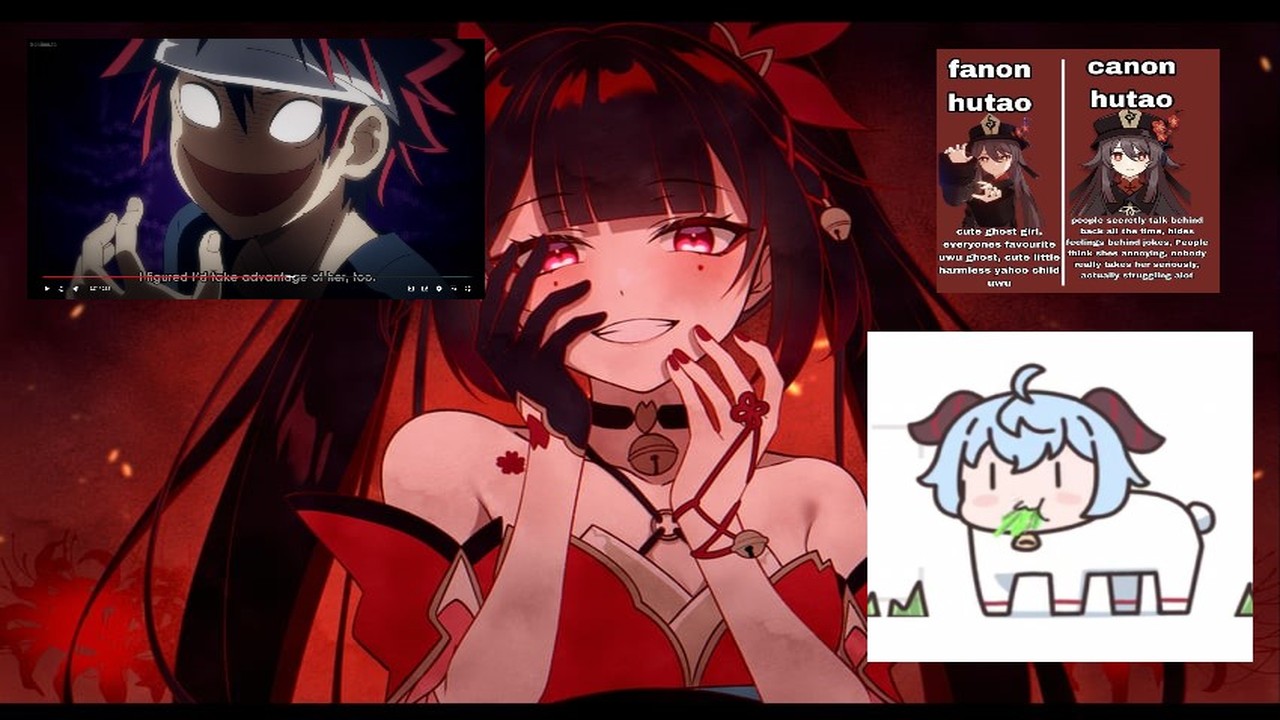 I figured I'd take advantage of her, too.
fanon
hutao
cute ghost girl.
everyones favourite
uwu ghost, cute little
harmless yahoo child
uwu
canon
hutao
people secretly talk behind
back all the time, hides
feelings behind jokes, People
think shes annoying, nobody
really takes her seriously,
actually struggling alot